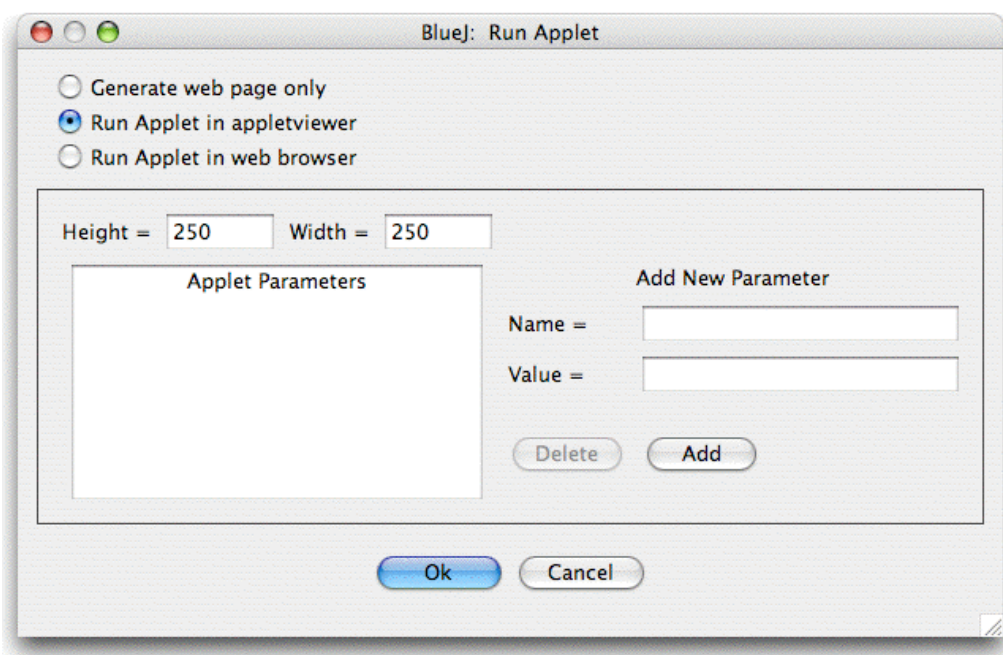 BlueJ: Run Applet
Generate web page only
Run Applet in appletviewer
Run Applet in web browser
Height = 250 Width = 250
Applet Parameters
Add New Parameter
Name =
Value =
Delete Add
Ok Cancel